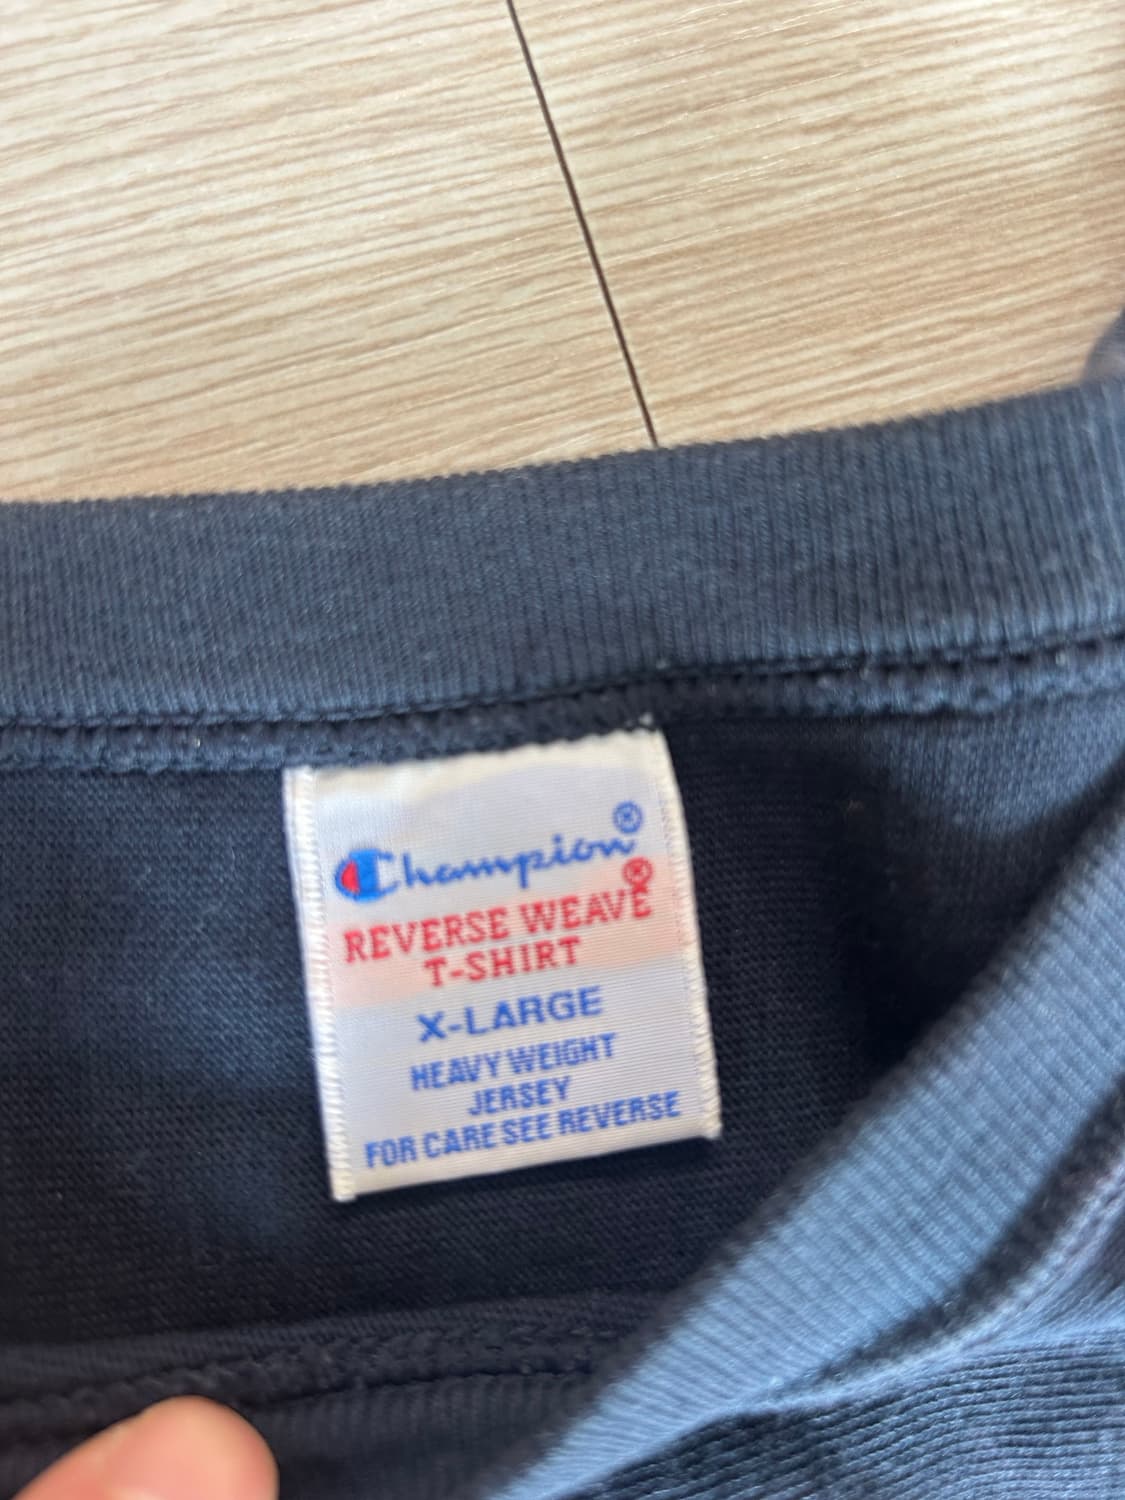 Champion®
REVERSE WEAVE®
T-SHIRT
X-LARGE
HEAVY WEIGHT
JERSEY
FOR CARE SEE REVERSE